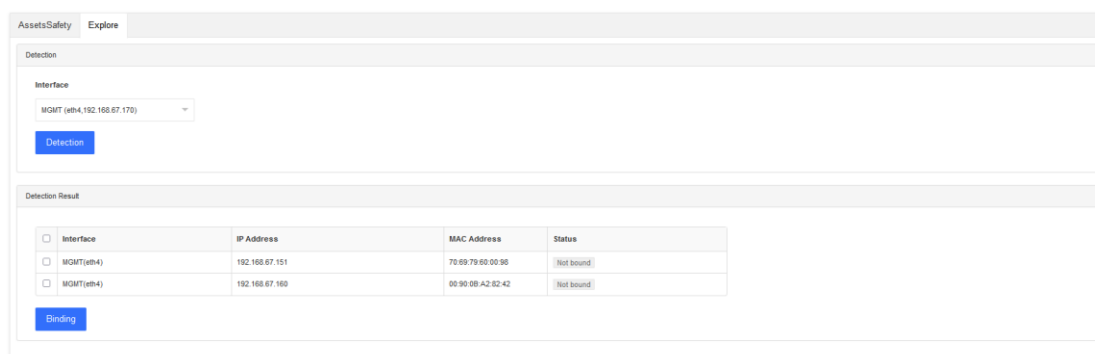 AssetsSafety Explore
Detection
Interface
MGMT (eth4,192.168.67.170)
Detection
Detection Result
Interface IP Address MAC Address Status
MGMT(eth4) 192.168.67.151 70:69:79:60:00:98 Not bound
MGMT(eth4) 192.168.67.160 00:90:0B:A2:82:42 Not bound
Binding